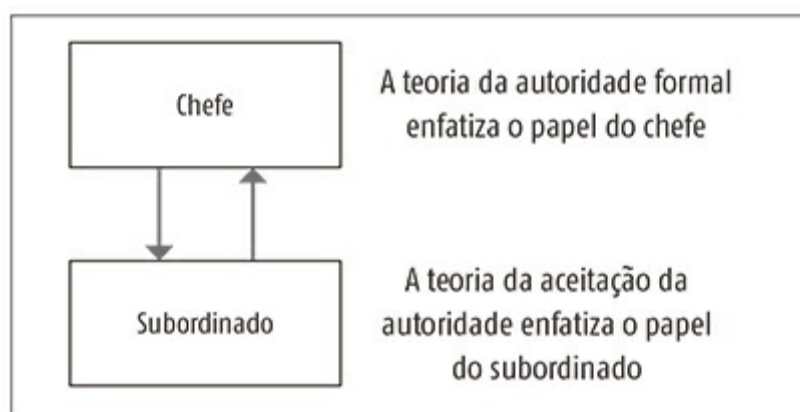 Chefe
A teoria da autoridade formal
enfatiza o papel do chefe
Subordinado
A teoria da aceitação da
autoridade enfatiza o papel
do subordinado